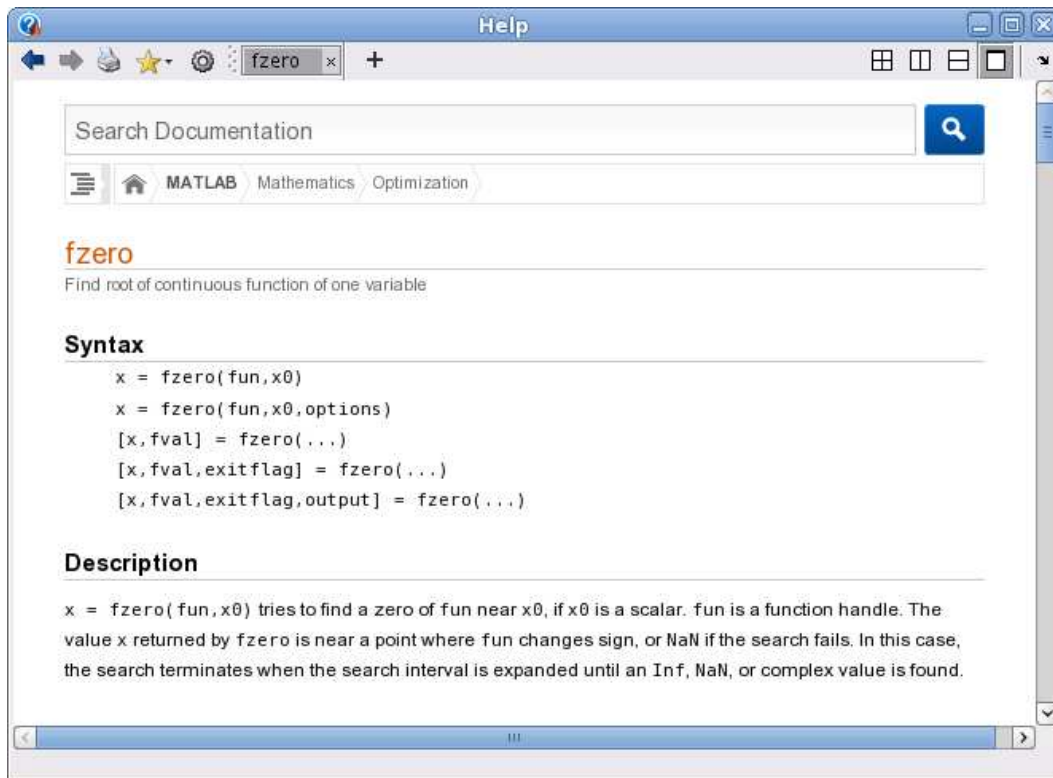 Help
fzero
Search Documentation
MATLAB Mathematics Optimization
fzero
Find root of continuous function of one variable
Syntax
x = fzero(fun,x0)
x = fzero(fun,x0,options)
[x,fval] = fzero(...)
[x,fval,exitflag] = fzero(...)
[x,fval,exitflag,output] = fzero(...)
Description
x = fzero(fun,x0) tries to find a zero of fun near x0, if x0 is a scalar. fun is a function handle. The
value x returned by fzero is near a point where fun changes sign, or NaN if the search fails. In this case,
the search terminates when the search interval is expanded until an Inf, NaN, or complex value is found.